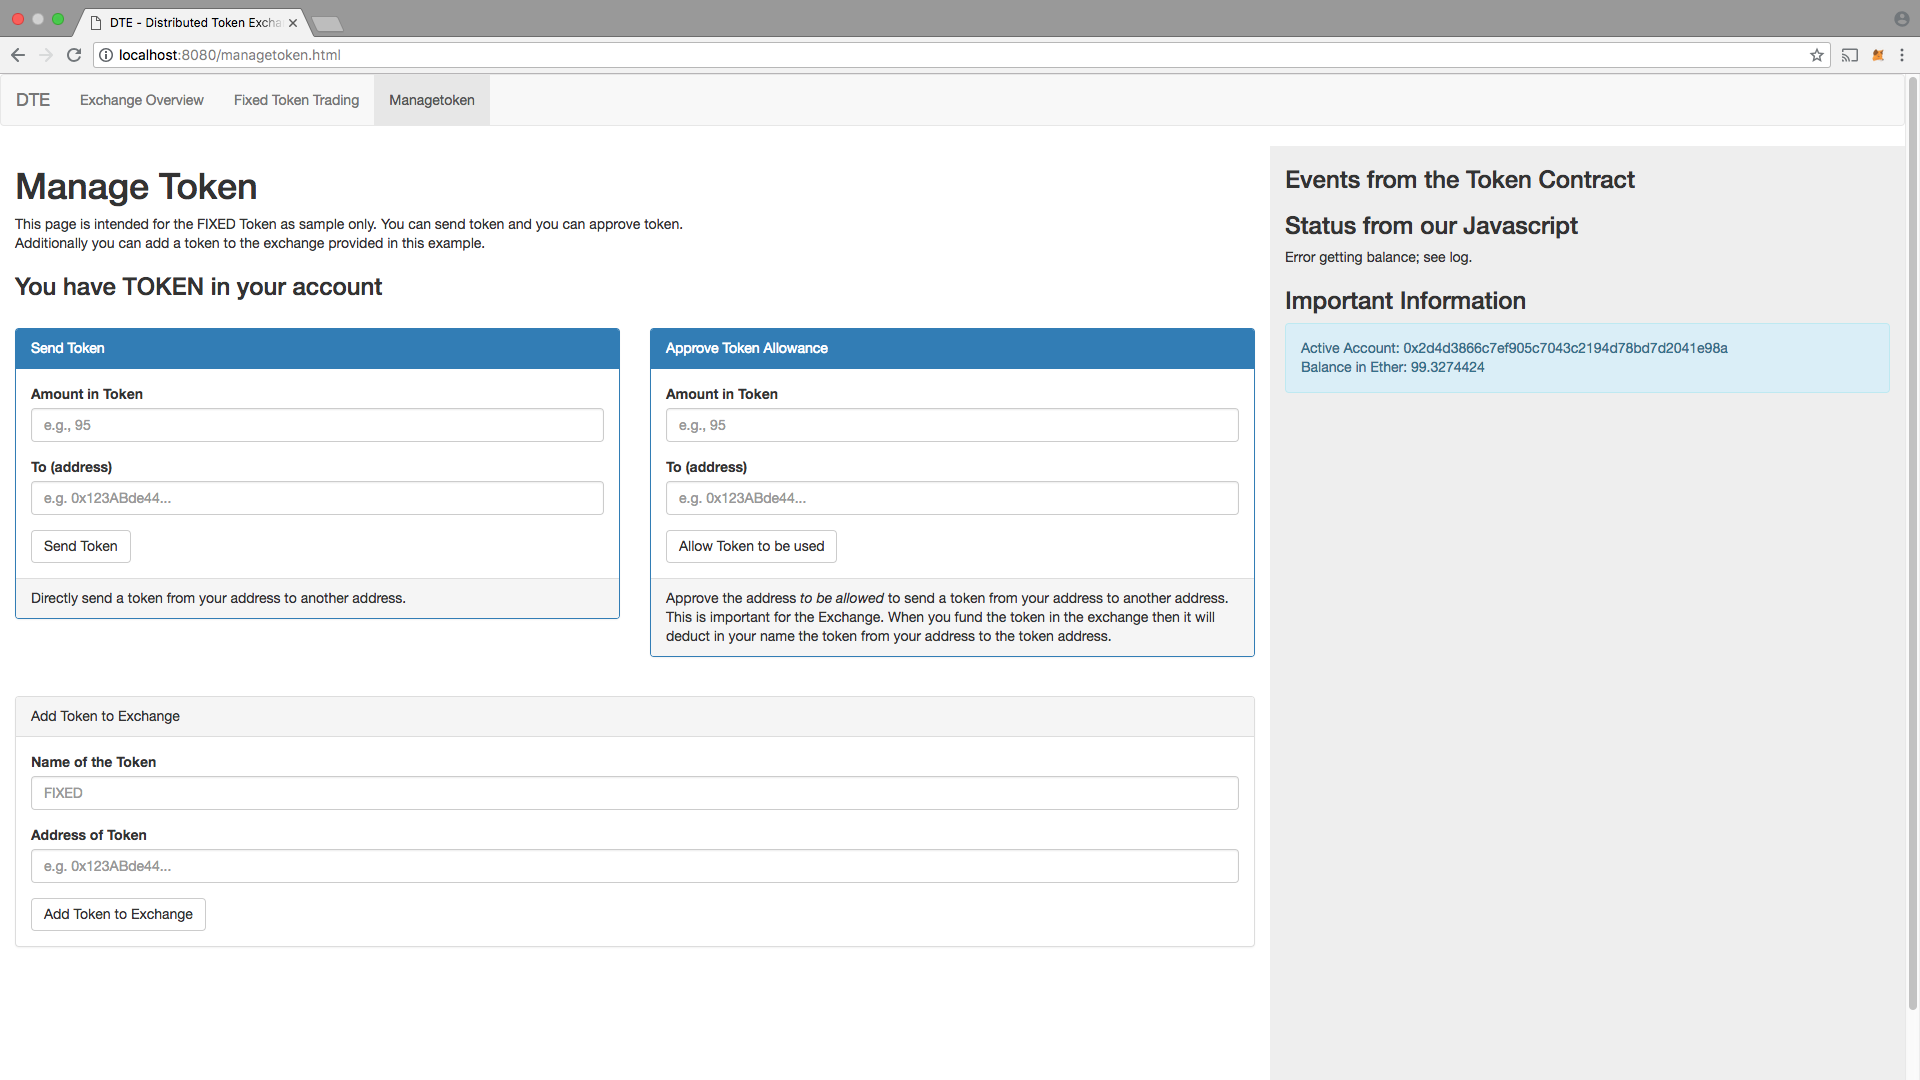 DTE - Distributed Token Excha
localhost:8080/managetoken.html
DTE Exchange Overview Fixed Token Trading Managetoken
Manage Token
This page is intended for the FIXED Token as sample only. You can send token and you can approve token.
Additionally you can add a token to the exchange provided in this example.
You have TOKEN in your account
Send Token
Amount in Token
e.g., 95
To (address)
e.g. 0x123ABde44...
Send Token
Directly send a token from your address to another address.
Approve Token Allowance
Amount in Token
e.g., 95
To (address)
e.g. 0x123ABde44...
Allow Token to be used
Approve the address to be allowed to send a token from your address to another address.
This is important for the Exchange. When you fund the token in the exchange then it will
deduct in your name the token from your address to the token address.
Add Token to Exchange
Name of the Token
FIXED
Address of Token
e.g. 0x123ABde44...
Add Token to Exchange
Events from the Token Contract
Status from our Javascript
Error getting balance; see log.
Important Information
Active Account: 0x2d4d3866c7ef905c7043c2194d78bd7d2041e98a
Balance in Ether: 99.3274424